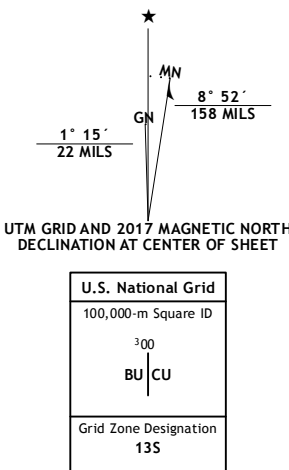 ★
MN
8° 52´
158 MILS
GN
1° 15´
22 MILS
UTM GRID AND 2017 MAGNETIC NORTH
DECLINATION AT CENTER OF SHEET
U.S. National Grid
100,000-m Square ID
³00
BU CU
Grid Zone Designation
13S